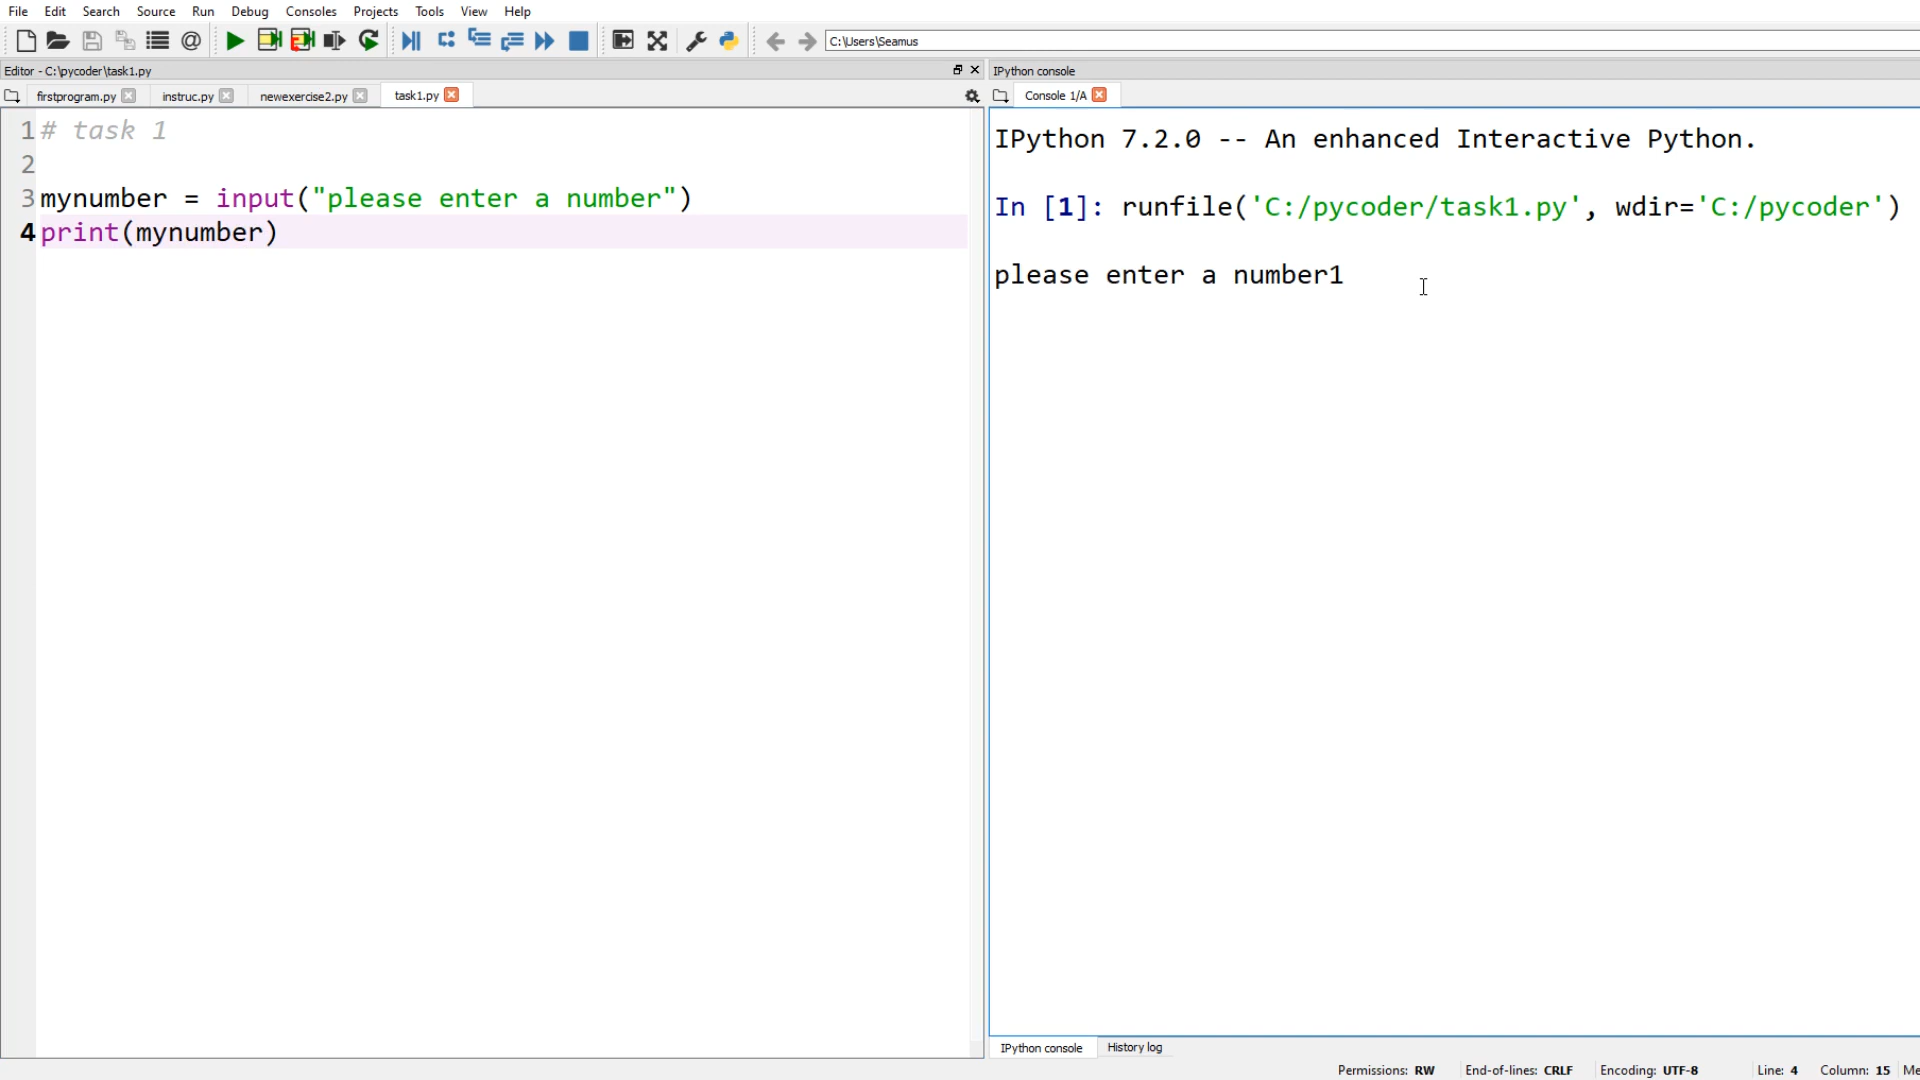 File Edit Search Source Run Debug Consoles Projects Tools View Help
C:\Users\Seamus
Editor - C:\pycoder\task1.py
IPython console
firstprogram.py instruc.py newexercise2.py task1.py
Console 1/A
1 # task 1
2
3 mynumber = input("please enter a number")
4 print(mynumber)
IPython 7.2.0 -- An enhanced Interactive Python.
In [1]: runfile('C:/pycoder/task1.py', wdir='C:/pycoder')
please enter a number1
IPython console History log
Permissions: RW End-of-lines: CRLF Encoding: UTF-8 Line: 4 Column: 15 Me